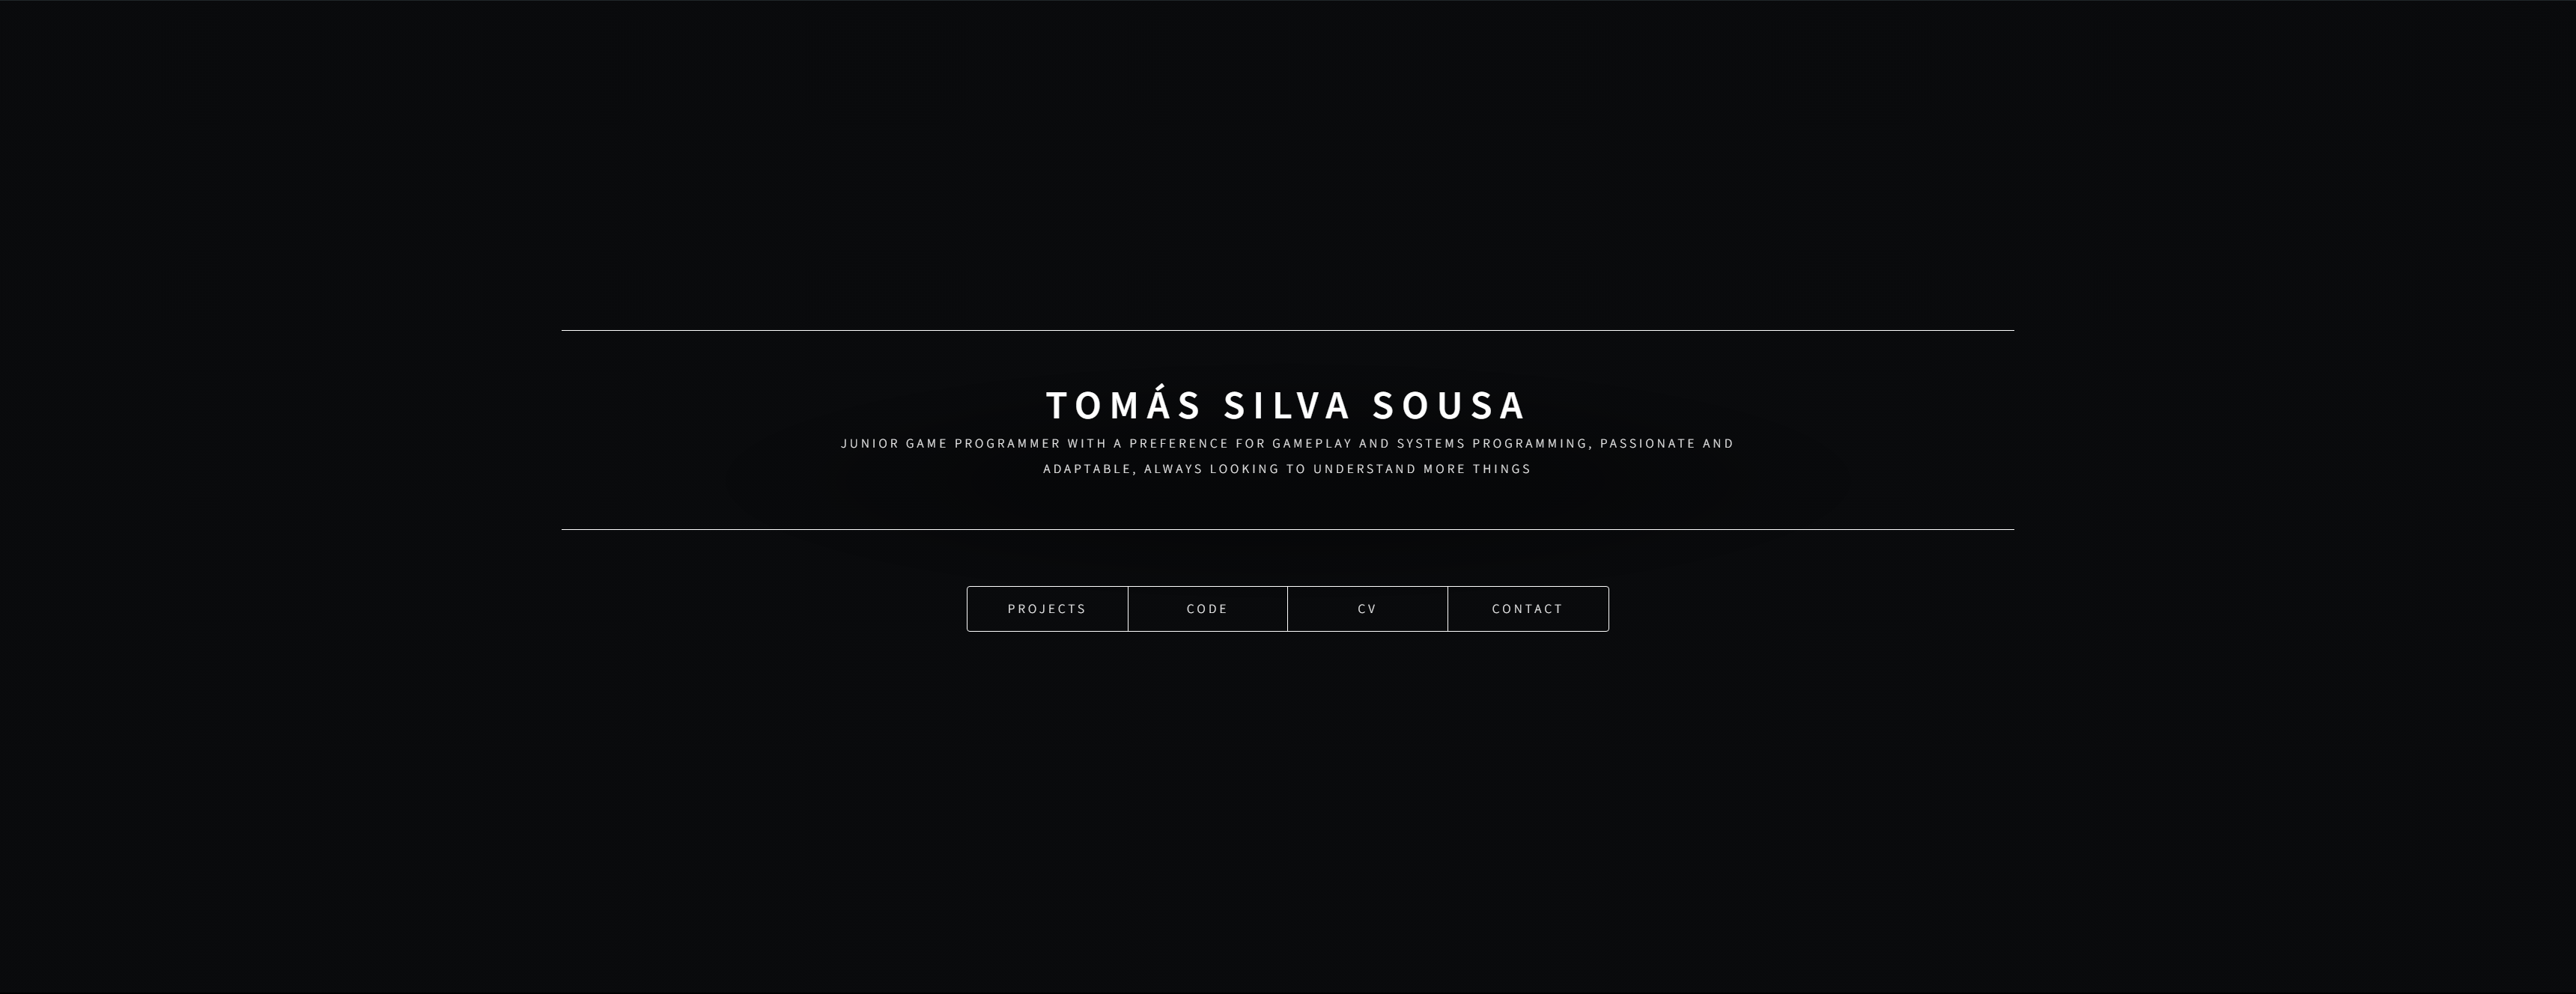 TOMÁS SILVA SOUSA
JUNIOR GAME PROGRAMMER WITH A PREFERENCE FOR GAMEPLAY AND SYSTEMS PROGRAMMING, PASSIONATE AND
ADAPTABLE, ALWAYS LOOKING TO UNDERSTAND MORE THINGS
PROJECTS
CODE
CV
CONTACT